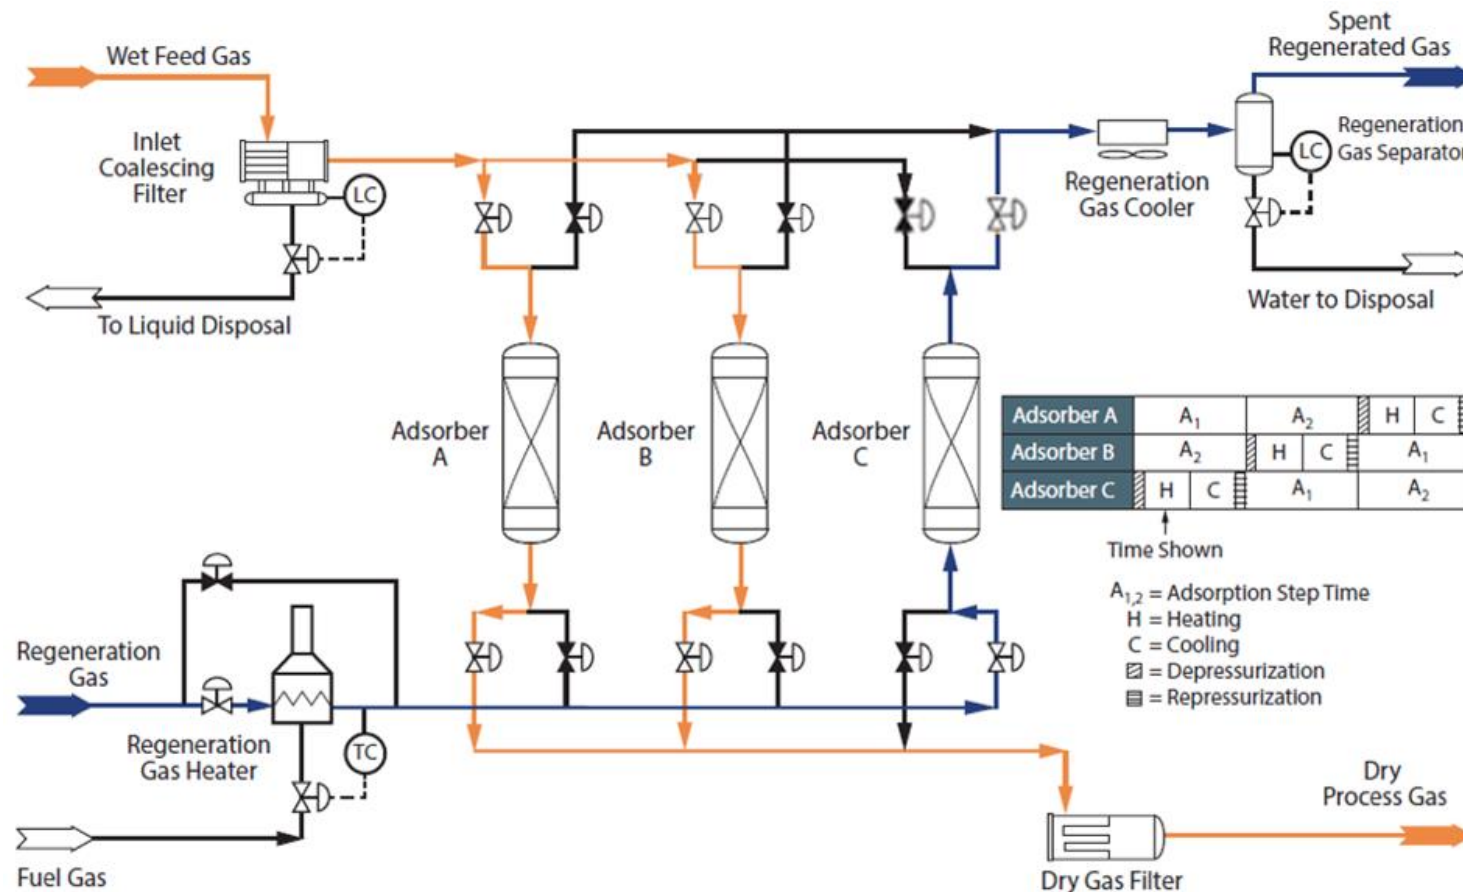 Wet Feed Gas
Inlet
Coalescing
Filter
LC
To Liquid Disposal
Spent
Regenerated Gas
Regeneration
Gas Separator
LC
Regeneration
Gas Cooler
Water to Disposal
Adsorber
A
Adsorber
B
Adsorber
C
Adsorber A A1 A2 H C
Adsorber B A2 H C A1
Adsorber C H C A1 A2
Time Shown
A1,2 = Adsorption Step Time
H = Heating
C = Cooling
= Depressurization
= Repressurization
Regeneration
Gas
Regeneration
Gas Heater
TC
Fuel Gas
Dry
Process Gas
Dry Gas Filter